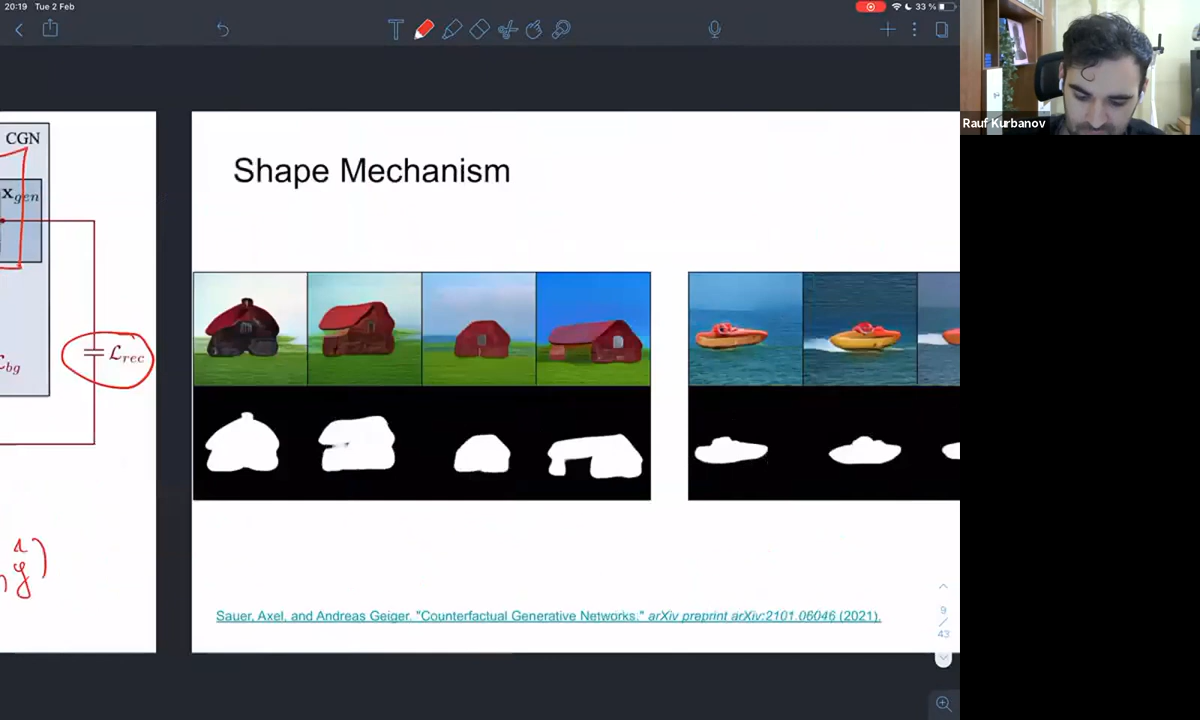 20:19 Tue 2 Feb
33 %
T
Rauf Kurbanov
CGN
x_gen
L_rec
L_bg
ŷ)
Shape Mechanism
Sauer, Axel, and Andreas Geiger. "Counterfactual Generative Networks." arXiv preprint arXiv:2101.06046 (2021).
9
/
43